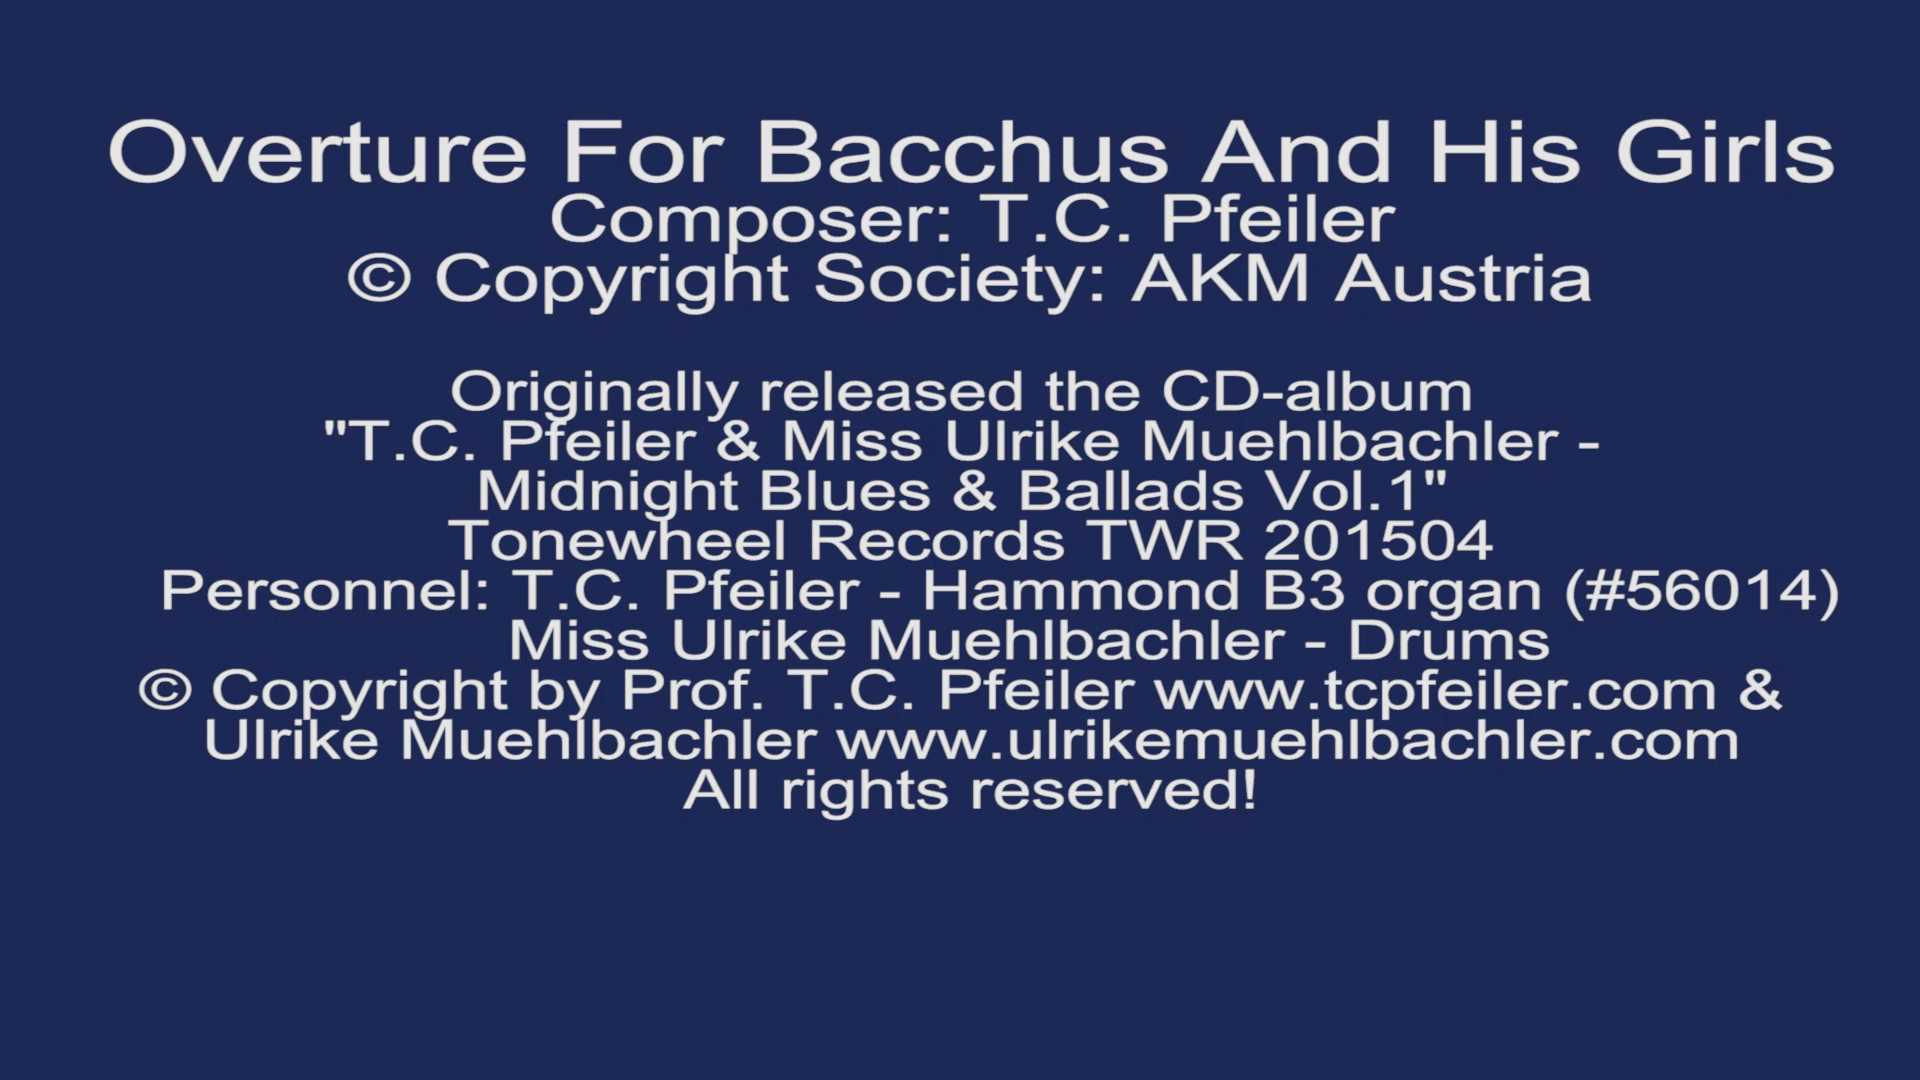 Overture For Bacchus And His Girls
Composer: T.C. Pfeiler
© Copyright Society: AKM Austria
Originally released the CD-album
"T.C. Pfeiler & Miss Ulrike Muehlbachler -
Midnight Blues & Ballads Vol.1"
Tonewheel Records TWR 201504
Personnel: T.C. Pfeiler - Hammond B3 organ (#56014)
Miss Ulrike Muehlbachler - Drums
© Copyright by Prof. T.C. Pfeiler www.tcpfeiler.com &
Ulrike Muehlbachler www.ulrikemuehlbachler.com
All rights reserved!